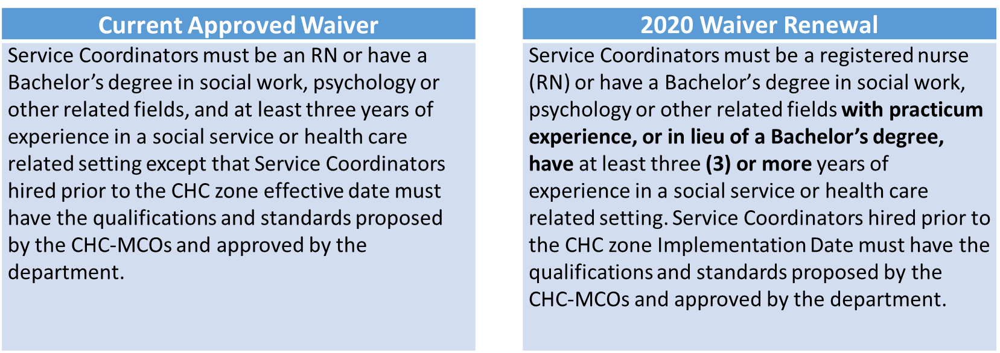 Current Approved Waiver
Service Coordinators must be an RN or have a
Bachelor’s degree in social work, psychology or
other related fields, and at least three years of
experience in a social service or health care
related setting except that Service Coordinators
hired prior to the CHC zone effective date must
have the qualifications and standards proposed
by the CHC-MCOs and approved by the
department.
2020 Waiver Renewal
Service Coordinators must be a registered nurse
(RN) or have a Bachelor’s degree in social work,
psychology or other related fields with practicum
experience, or in lieu of a Bachelor’s degree,
have at least three (3) or more years of
experience in a social service or health care
related setting. Service Coordinators hired prior to
the CHC zone Implementation Date must have the
qualifications and standards proposed by the
CHC-MCOs and approved by the department.